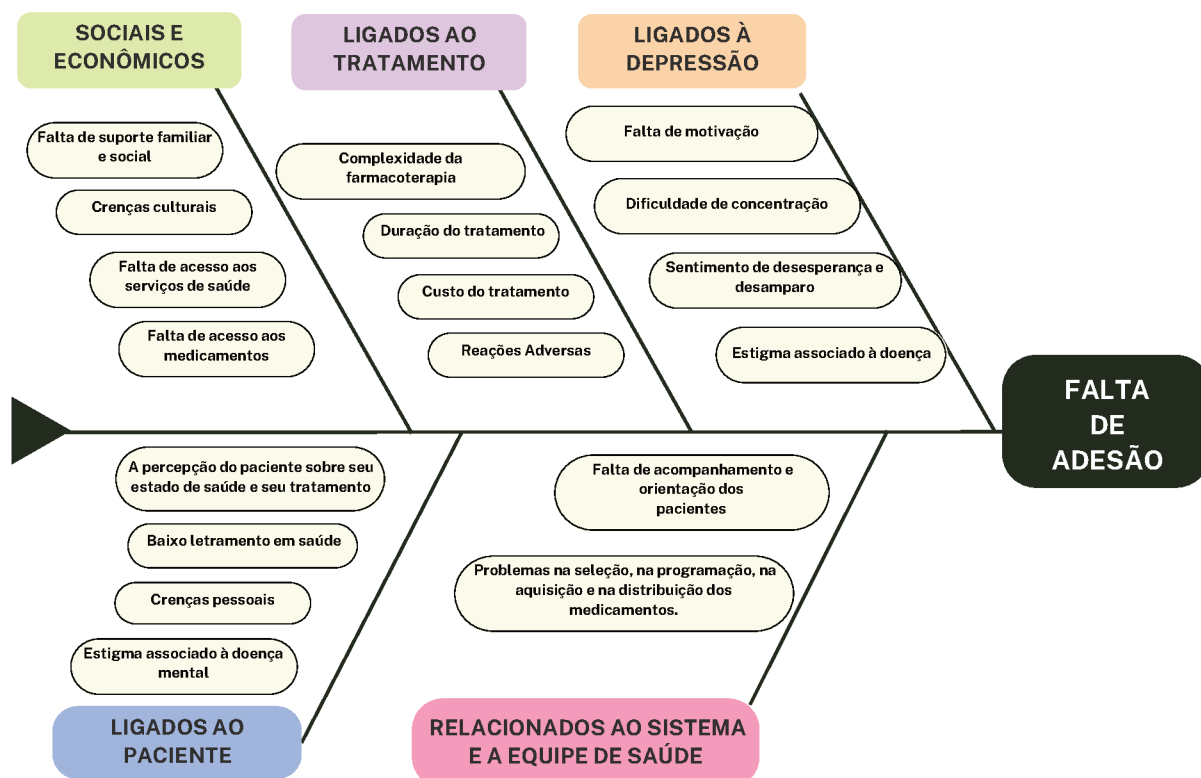 SOCIAIS E
ECONÔMICOS
Falta de suporte familiar
e social
Crenças culturais
Falta de acesso aos
serviços de saúde
Falta de acesso aos
medicamentos
LIGADOS AO
TRATAMENTO
Complexidade da
farmacoterapia
Duração do tratamento
Custo do tratamento
Reações Adversas
LIGADOS À
DEPRESSÃO
Falta de motivação
Dificuldade de concentração
Sentimento de desesperança e
desamparo
Estigma associado à doença
FALTA
DE
ADESÃO
A percepção do paciente sobre seu
estado de saúde e seu tratamento
Baixo letramento em saúde
Crenças pessoais
Estigma associado à doença
mental
LIGADOS AO
PACIENTE
Falta de acompanhamento e
orientação dos
pacientes
Problemas na seleção, na programação, na
aquisição e na distribuição dos
medicamentos.
RELACIONADOS AO SISTEMA
E A EQUIPE DE SAÚDE